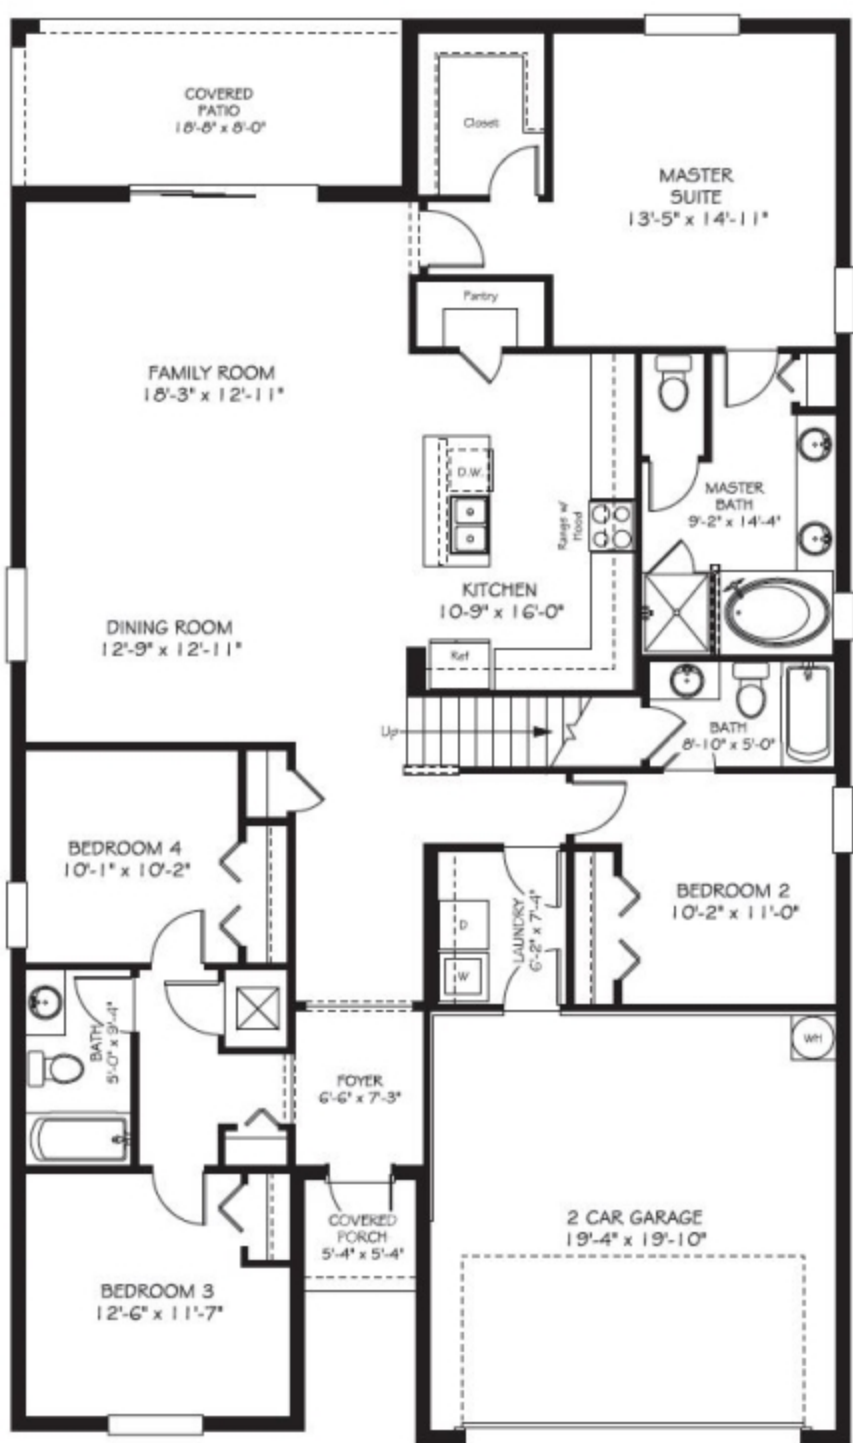 COVERED
PATIO
18'-8" x 8'-0"
Closet
MASTER
SUITE
13'-5" x 14'-11"
Pantry
FAMILY ROOM
18'-3" x 12'-11"
D.W.
Range w/
Hood
MASTER
BATH
9'-2" x 14'-4"
KITCHEN
10'-9" x 16'-0"
DINING ROOM
12'-9" x 12'-11"
Ref
Up
BATH
8'-10" x 5'-0"
BEDROOM 4
10'-1" x 10'-2"
BEDROOM 2
10'-2" x 11'-0"
D
W
LAUNDRY
6'-2" x 7'-4"
BATH
5'-0" x 9'-4"
WH
FOYER
6'-6" x 7'-3"
COVERED
PORCH
5'-4" x 5'-4"
2 CAR GARAGE
19'-4" x 19'-10"
BEDROOM 3
12'-6" x 11'-7"